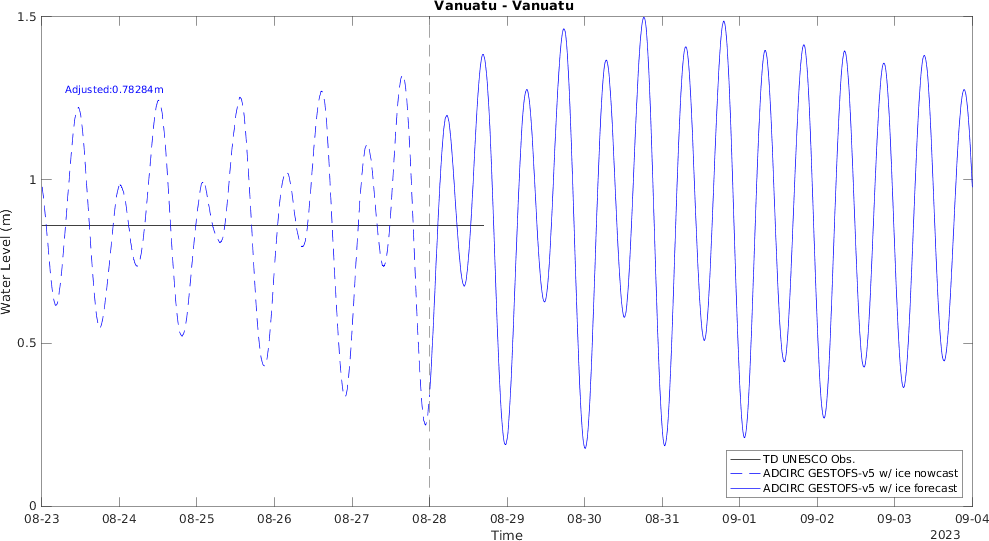 Vanuatu - Vanuatu
1.5
Adjusted:0.78284m
1
Water Level (m)
0.5
TD UNESCO Obs.
ADCIRC GESTOFS-v5 w/ ice nowcast
ADCIRC GESTOFS-v5 w/ ice forecast
0
08-23 08-24 08-25 08-26 08-27 08-28 08-29 08-30 08-31 09-01 09-02 09-03 09-04
Time
2023